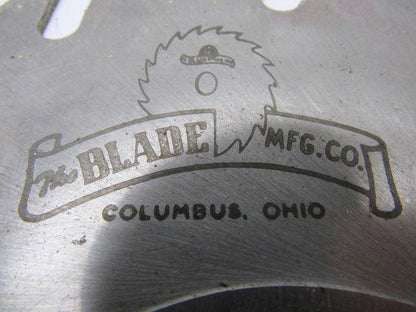 The BLADE MFG. CO.
COLUMBUS, OHIO